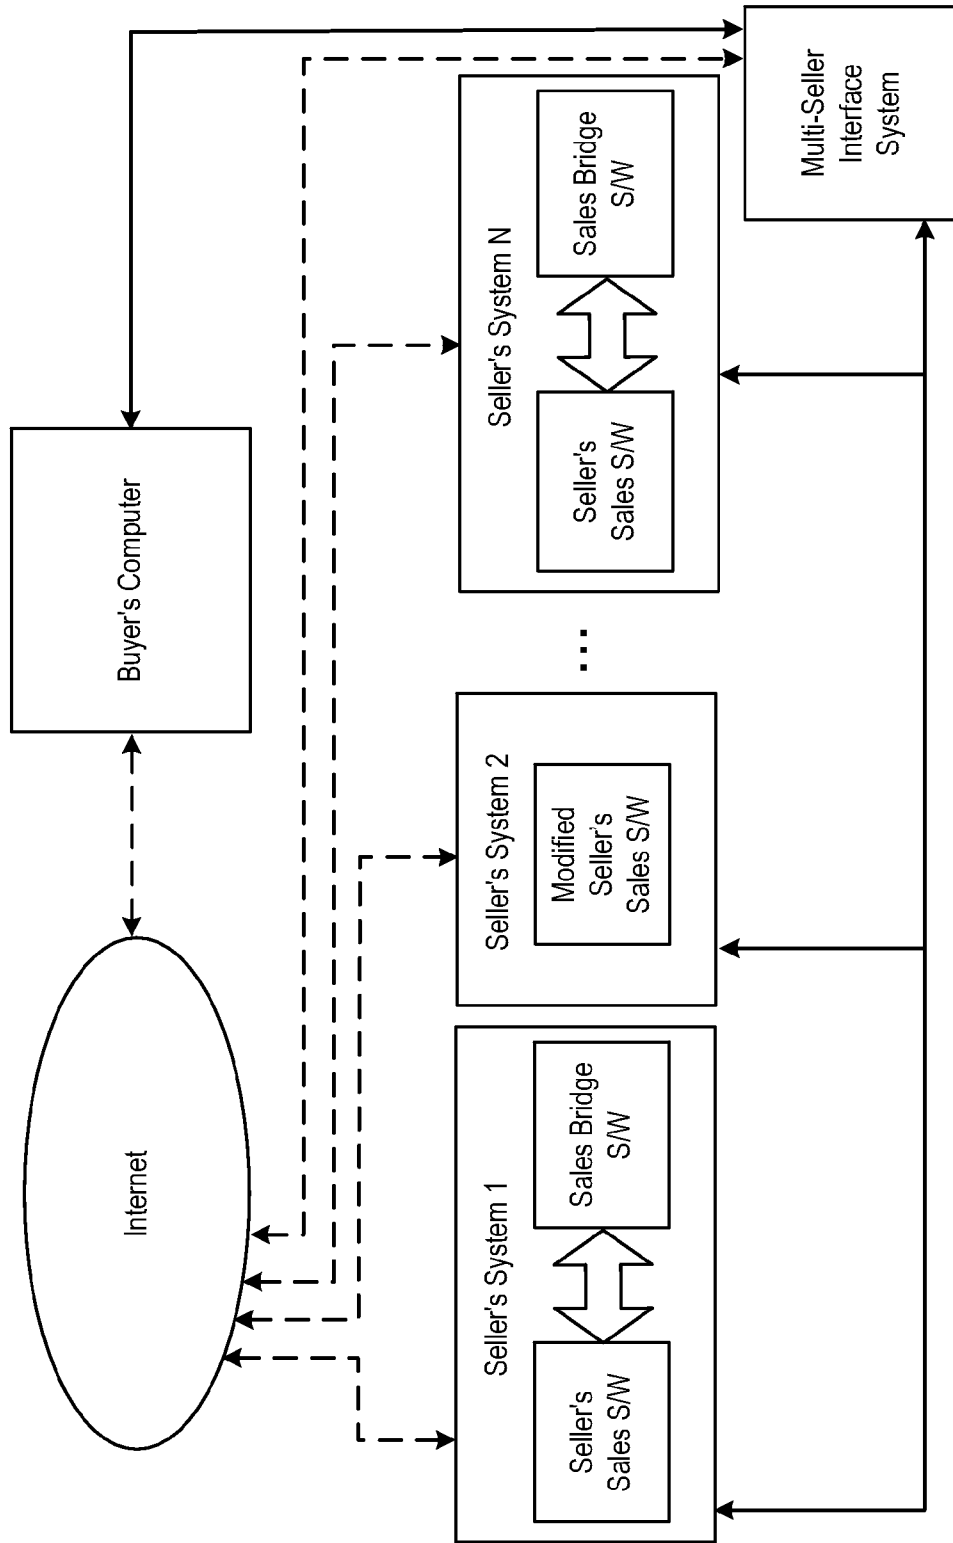 Internet
Buyer's Computer
Seller's System 1
Seller's
Sales S/W
Sales Bridge
S/W
Seller's System 2
Modified
Seller's
Sales S/W
...
Seller's System N
Seller's
Sales S/W
Sales Bridge
S/W
Multi-Seller
Interface
System